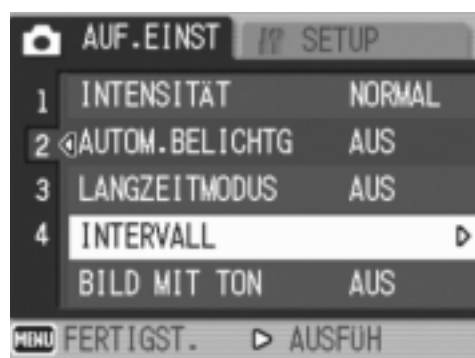 AUF.EINST SETUP
1 INTENSITÄT NORMAL
2 AUTOM.BELICHTG AUS
3 LANGZEITMODUS AUS
4 INTERVALL
BILD MIT TON AUS
MENU FERTIGST. AUSFÜH